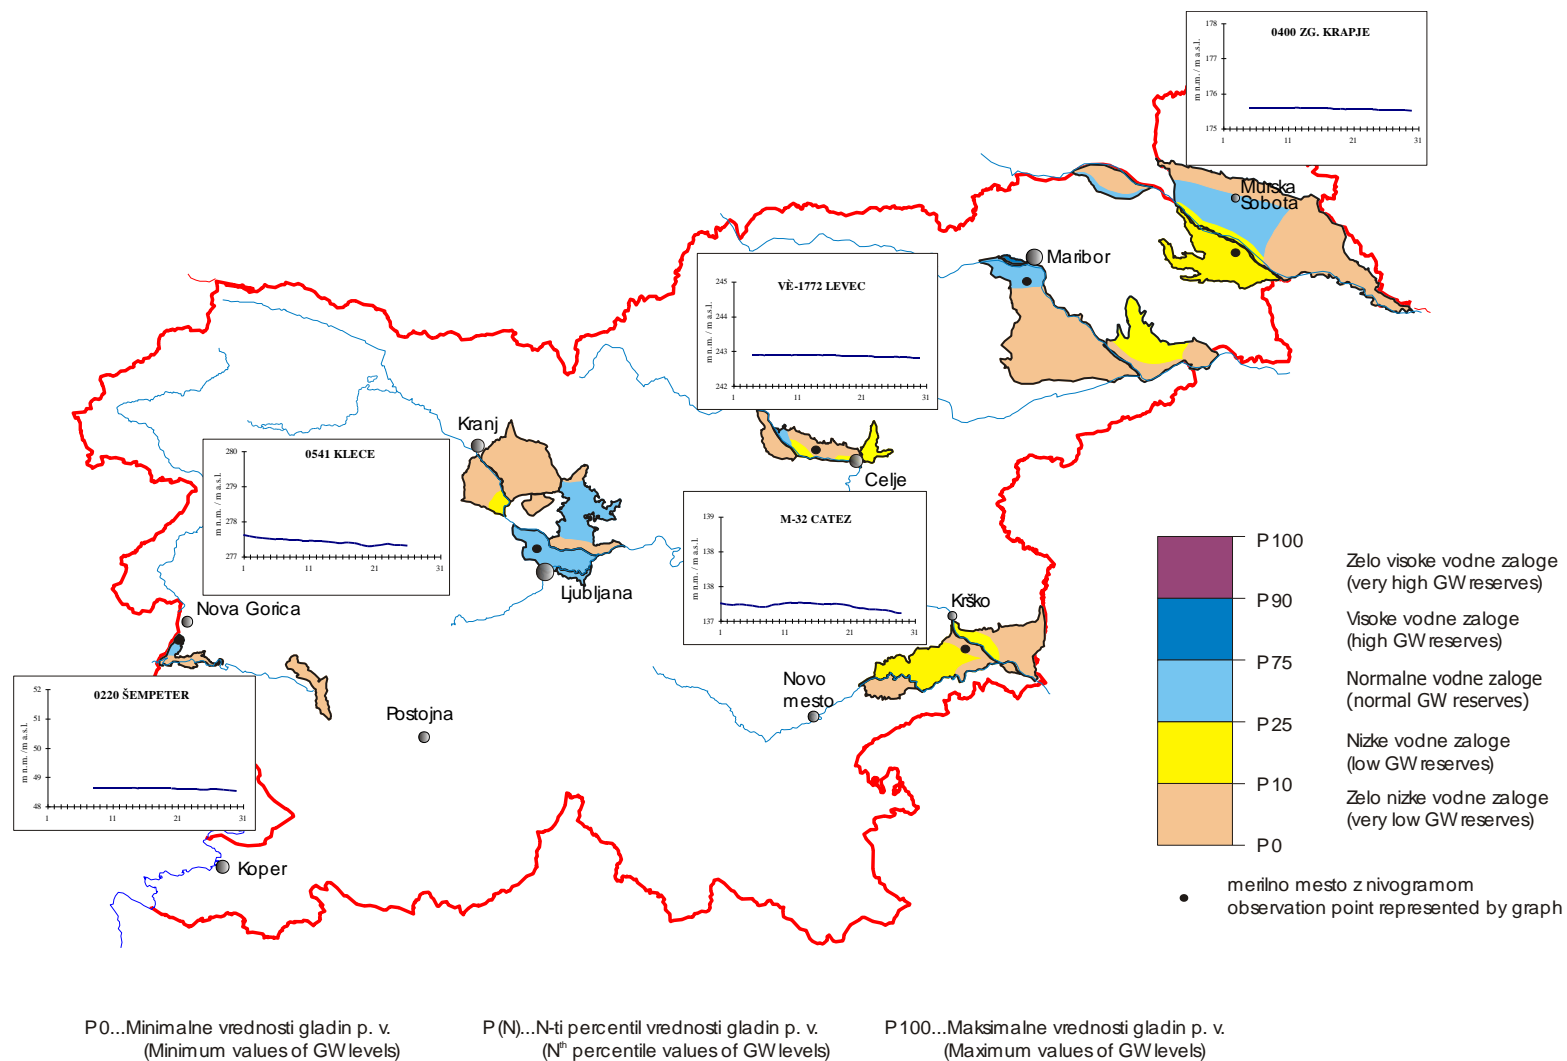 0400 ZG. KRAPJE
m n.m. / m a.s.l.
178
177
176
175
1
11
21
31
Murska
Sobota
Maribor
VÈ-1772 LEVEC
m n.m. / m a.s.l.
245
244
243
242
1
11
21
31
Kranj
Celje
0541 KLECE
m n.m. / m a.s.l.
280
279
278
277
1
11
21
31
M-32 CATEZ
m n.m. / m a.s.l.
139
138
138
137
1
11
21
31
Ljubljana
Nova Gorica
Krško
Novo
mesto
Postojna
0220 ŠEMPETER
m n.m. /m a.s.l.
52
51
50
49
48
1
11
21
31
Koper
P100
Zelo visoke vodne zaloge
(very high GW reserves)
P90
Visoke vodne zaloge
(high GW reserves)
P75
Normalne vodne zaloge
(normal GW reserves)
P25
Nizke vodne zaloge
(low GW reserves)
P10
Zelo nizke vodne zaloge
(very low GW reserves)
P0
merilno mesto z nivogramom
observation point represented by graph
P0...Minimalne vrednosti gladin p. v.
(Minimum values of GW levels)
P(N)...N-ti percentil vrednosti gladin p. v.
(Nth percentile values of GW levels)
P100...Maksimalne vrednosti gladin p. v.
(Maximum values of GW levels)